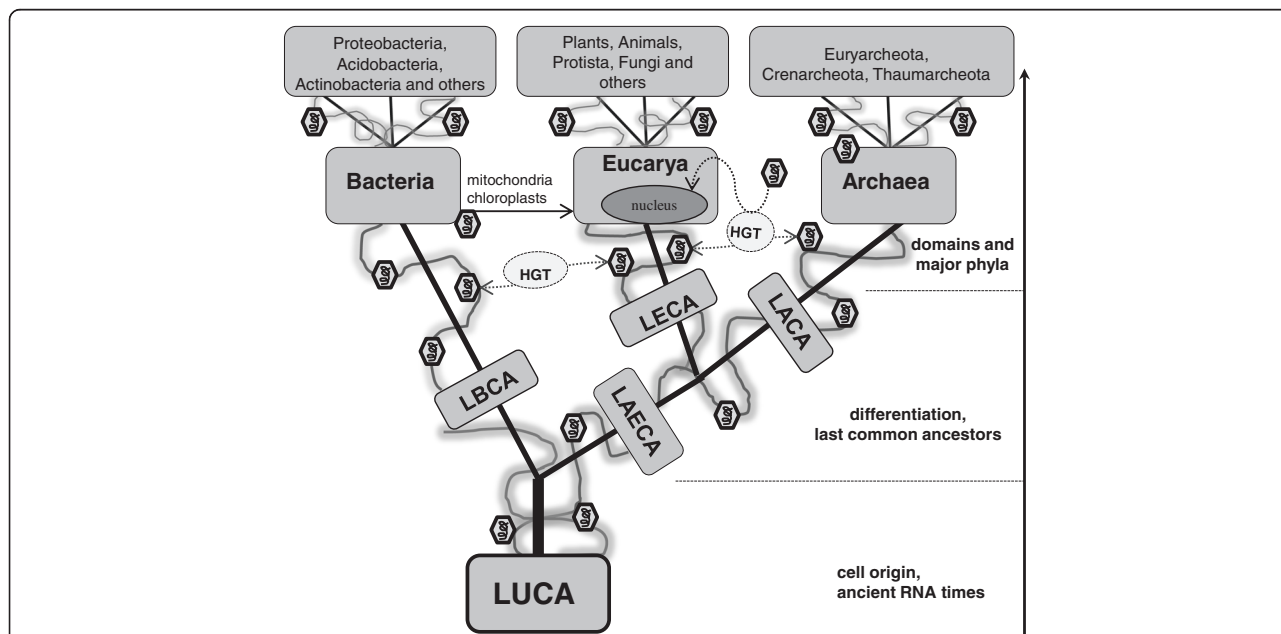 Proteobacteria,
Acidobacteria,
Actinobacteria and others
Plants, Animals,
Protista, Fungi and
others
Euryarcheota,
Crenarcheota, Thaumarcheota
Bacteria
mitochondria
chloroplasts
Eucarya
nucleus
Archaea
HGT
HGT
domains and
major phyla
LECA
LACA
LBCA
LAECA
differentiation,
last common ancestors
LUCA
cell origin,
ancient RNA times